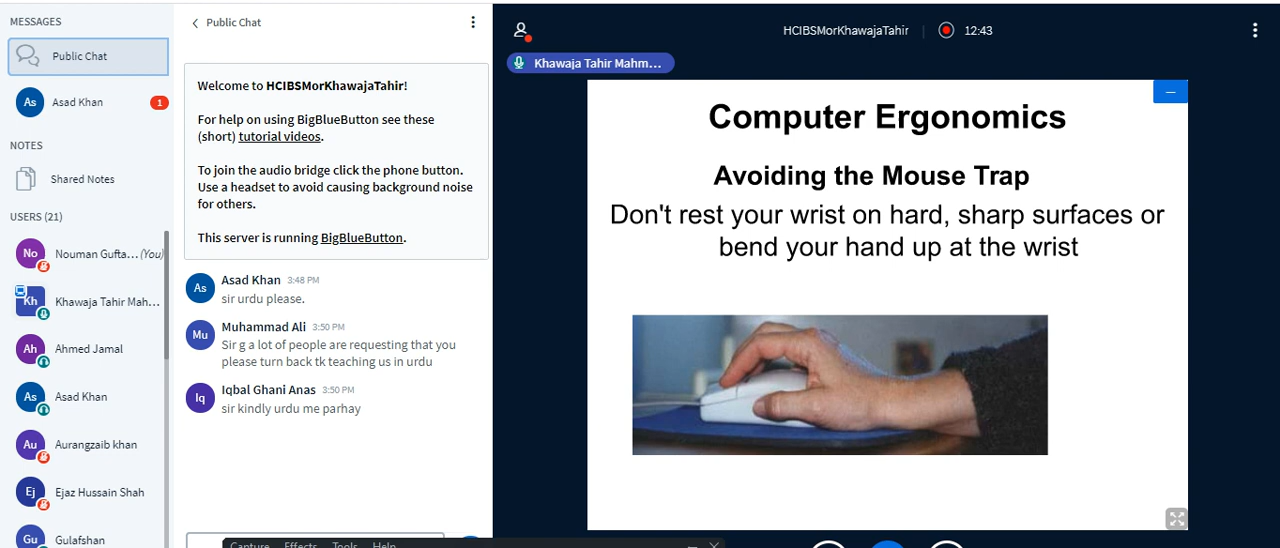 MESSAGES
Public Chat
As
Asad Khan
1
NOTES
Shared Notes
USERS (21)
No
Nouman Gufta... (You)
Kh
Khawaja Tahir Mah...
Ah
Ahmed Jamal
As
Asad Khan
Au
Aurangzaib khan
Ej
Ejaz Hussain Shah
Gu
Gulafshan
Public Chat
Welcome to HCIBSMorKhawajaTahir!
For help on using BigBlueButton see these
(short) tutorial videos.
To join the audio bridge click the phone button.
Use a headset to avoid causing background noise
for others.
This server is running BigBlueButton.
As
Asad Khan 3:48 PM
sir urdu please.
Mu
Muhammad Ali 3:50 PM
Sir g a lot of people are requesting that you
please turn back tk teaching us in urdu
Iq
Iqbal Ghani Anas 3:50 PM
sir kindly urdu me parhay
Capture Effects Tools Help
HCIBSMorKhawajaTahir
12:43
Khawaja Tahir Mahm...
Computer Ergonomics
Avoiding the Mouse Trap
Don't rest your wrist on hard, sharp surfaces or
bend your hand up at the wrist